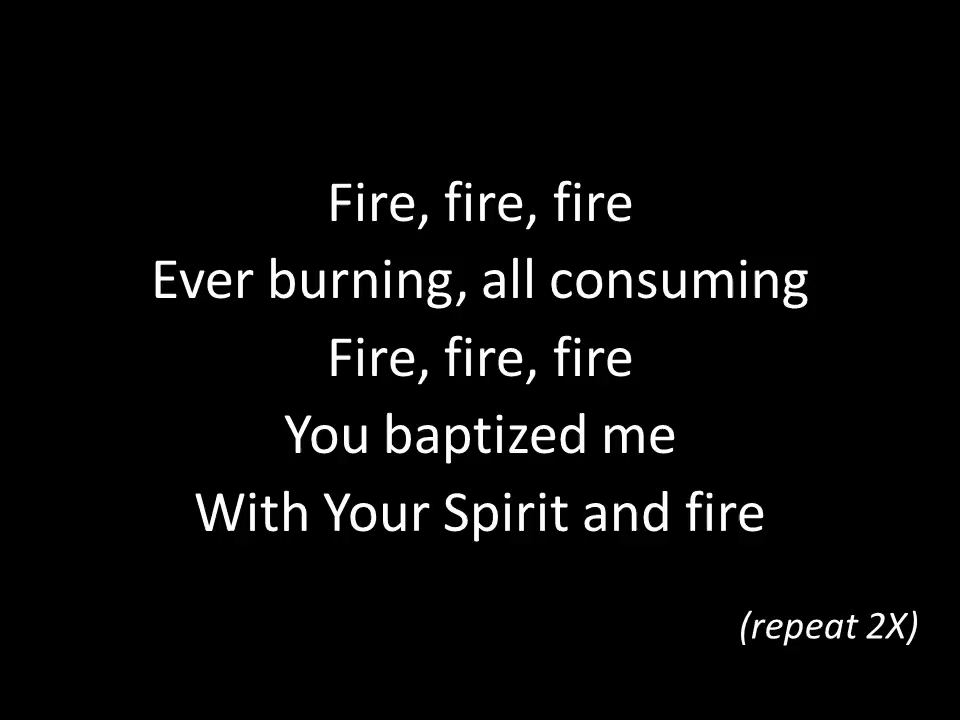 Fire, fire, fire
Ever burning, all consuming
Fire, fire, fire
You baptized me
With Your Spirit and fire
(repeat 2X)